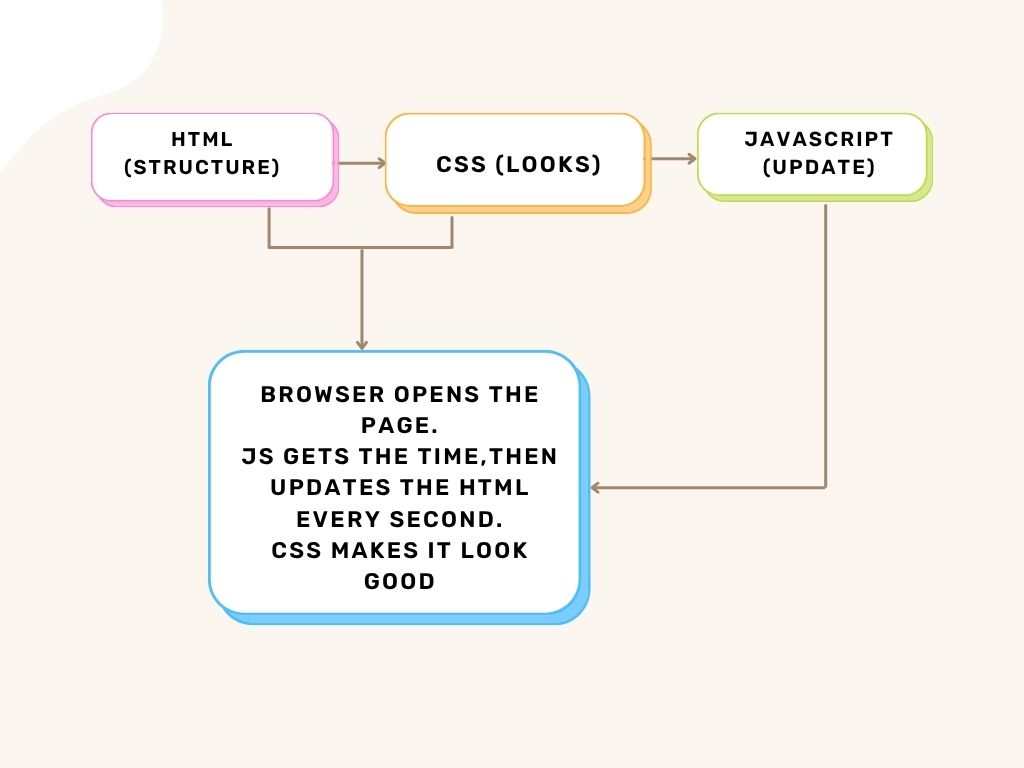 HTML
(STRUCTURE)
CSS (LOOKS)
JAVASCRIPT
(UPDATE)
BROWSER OPENS THE
PAGE.
JS GETS THE TIME,THEN
UPDATES THE HTML
EVERY SECOND.
CSS MAKES IT LOOK
GOOD